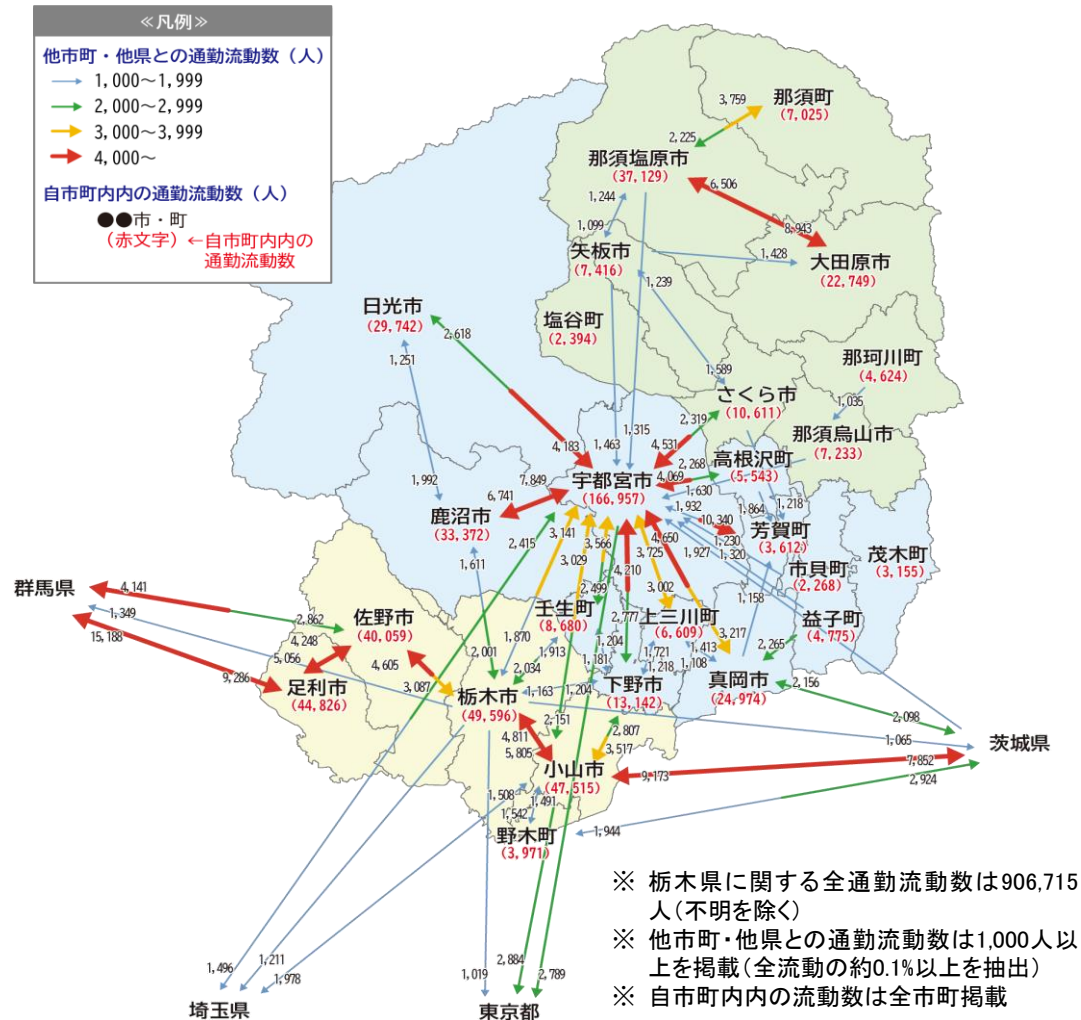 ≪凡例≫
他市町・他県との通勤流動数（人）
1,000～1,999
2,000～2,999
3,000～3,999
4,000～
自市町内内の通勤流動数（人）
●●市・町
（赤文字）←自市町内内の
通勤流動数
那須町
(7,025)
3,759
2,225
那須塩原市
(37,129)
6,506
8,943
1,244
1,099
矢板市
(7,416)
1,428
大田原市
(22,749)
1,239
日光市
(29,742)
2,618
塩谷町
(2,394)
1,251
那珂川町
(4,624)
1,589
さくら市
(10,611)
1,035
2,319
1,315
1,463
4,531
那須烏山市
(7,233)
4,183
2,268
高根沢町
(5,543)
7,849
4,069
宇都宮市
(166,957)
1,630
1,992
6,741
1,932
1,864
1,218
鹿沼市
(33,372)
10,340
芳賀町
(3,612)
2,415
3,141
3,566
4,650
1,230
3,725
1,927
1,320
茂木町
(3,155)
市貝町
(2,268)
1,611
3,029
4,210
群馬県
4,141
2,499
3,002
1,158
1,349
2,862
佐野市
(40,059)
壬生町
(8,680)
2,777
上三川町
(6,609)
益子町
(4,775)
15,188
4,248
1,870
1,913
1,204
1,721
1,413
3,217
2,265
5,056
4,605
2,001
2,034
1,181
1,218
1,108
9,286
足利市
(44,826)
3,087
栃木市
(49,596)
1,163
1,204
下野市
(13,142)
真岡市
(24,974)
2,156
2,151
2,098
4,811
2,807
1,065
5,805
3,517
茨城県
小山市
(47,515)
9,173
7,852
2,924
1,508
1,491
1,542
野木町
(3,971)
1,944
※ 栃木県に関する全通勤流動数は906,715
人（不明を除く）
※ 他市町・他県との通勤流動数は1,000人以
上を掲載（全流動の約0.1%以上を抽出）
※ 自市町内内の流動数は全市町掲載
1,496
1,211
1,978
1,019
2,884
2,789
埼玉県
東京都